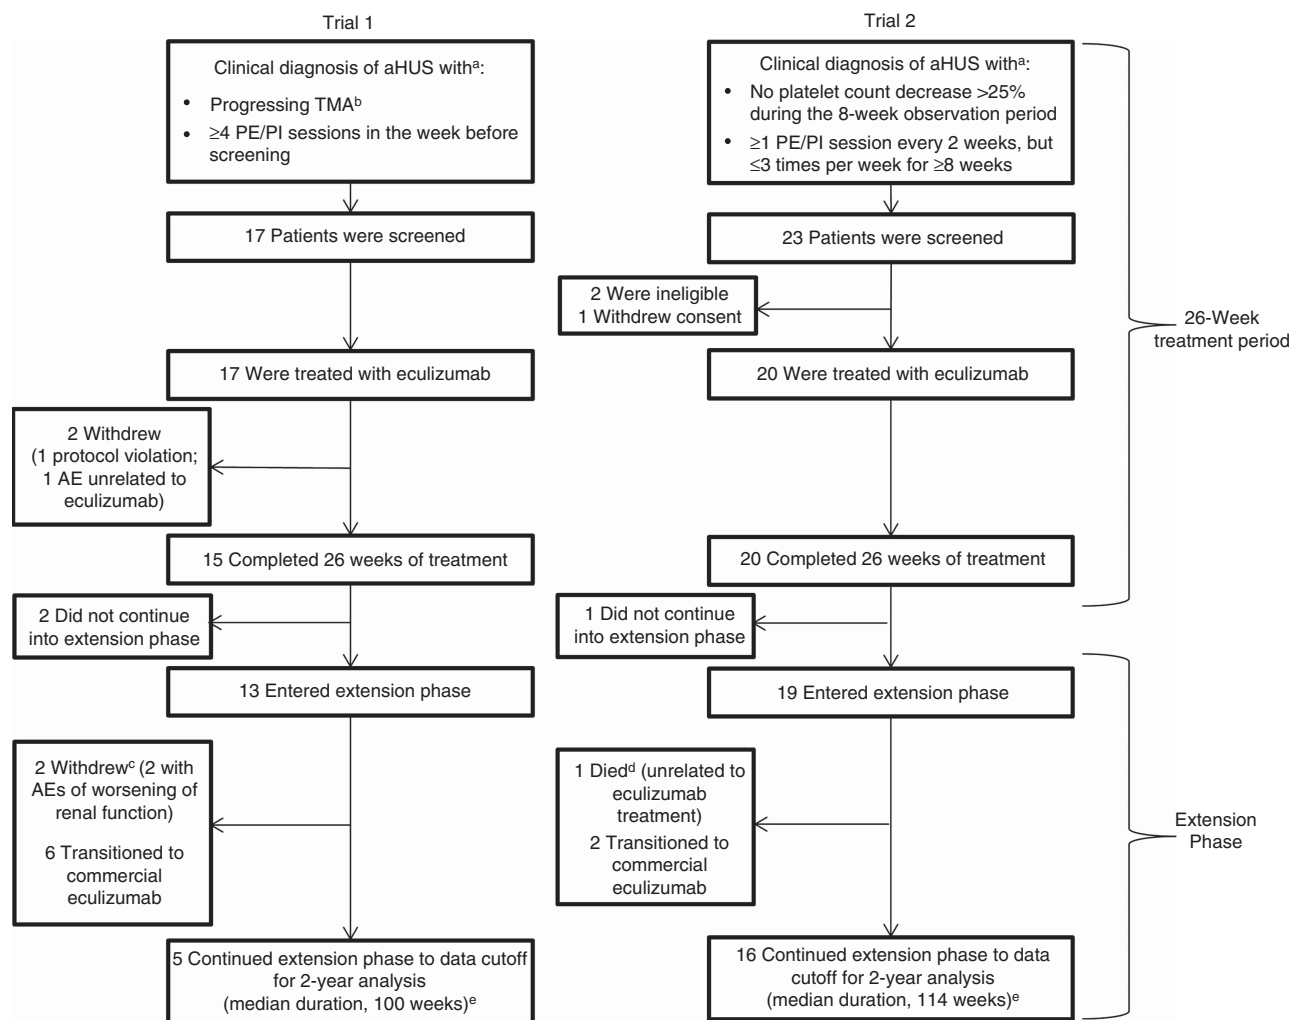 Trial 1
Clinical diagnosis of aHUS withᵃ:
• Progressing TMAᵇ
• ≥4 PE/PI sessions in the week before
screening
17 Patients were screened
17 Were treated with eculizumab
2 Withdrew
(1 protocol violation;
1 AE unrelated to
eculizumab)
15 Completed 26 weeks of treatment
2 Did not continue
into extension phase
13 Entered extension phase
2 Withdrewᶜ (2 with
AEs of worsening of
renal function)
6 Transitioned to
commercial
eculizumab
5 Continued extension phase to data cutoff
for 2-year analysis
(median duration, 100 weeks)ᵉ
Trial 2
Clinical diagnosis of aHUS withᵃ:
• No platelet count decrease >25%
during the 8-week observation period
• ≥1 PE/PI session every 2 weeks, but
≤3 times per week for ≥8 weeks
23 Patients were screened
2 Were ineligible
1 Withdrew consent
20 Were treated with eculizumab
20 Completed 26 weeks of treatment
1 Did not continue
into extension phase
19 Entered extension phase
1 Diedᵈ (unrelated to
eculizumab
treatment)
2 Transitioned to
commercial
eculizumab
16 Continued extension phase to data
cutoff for 2-year analysis
(median duration, 114 weeks)ᵉ
26-Week
treatment period
Extension
Phase